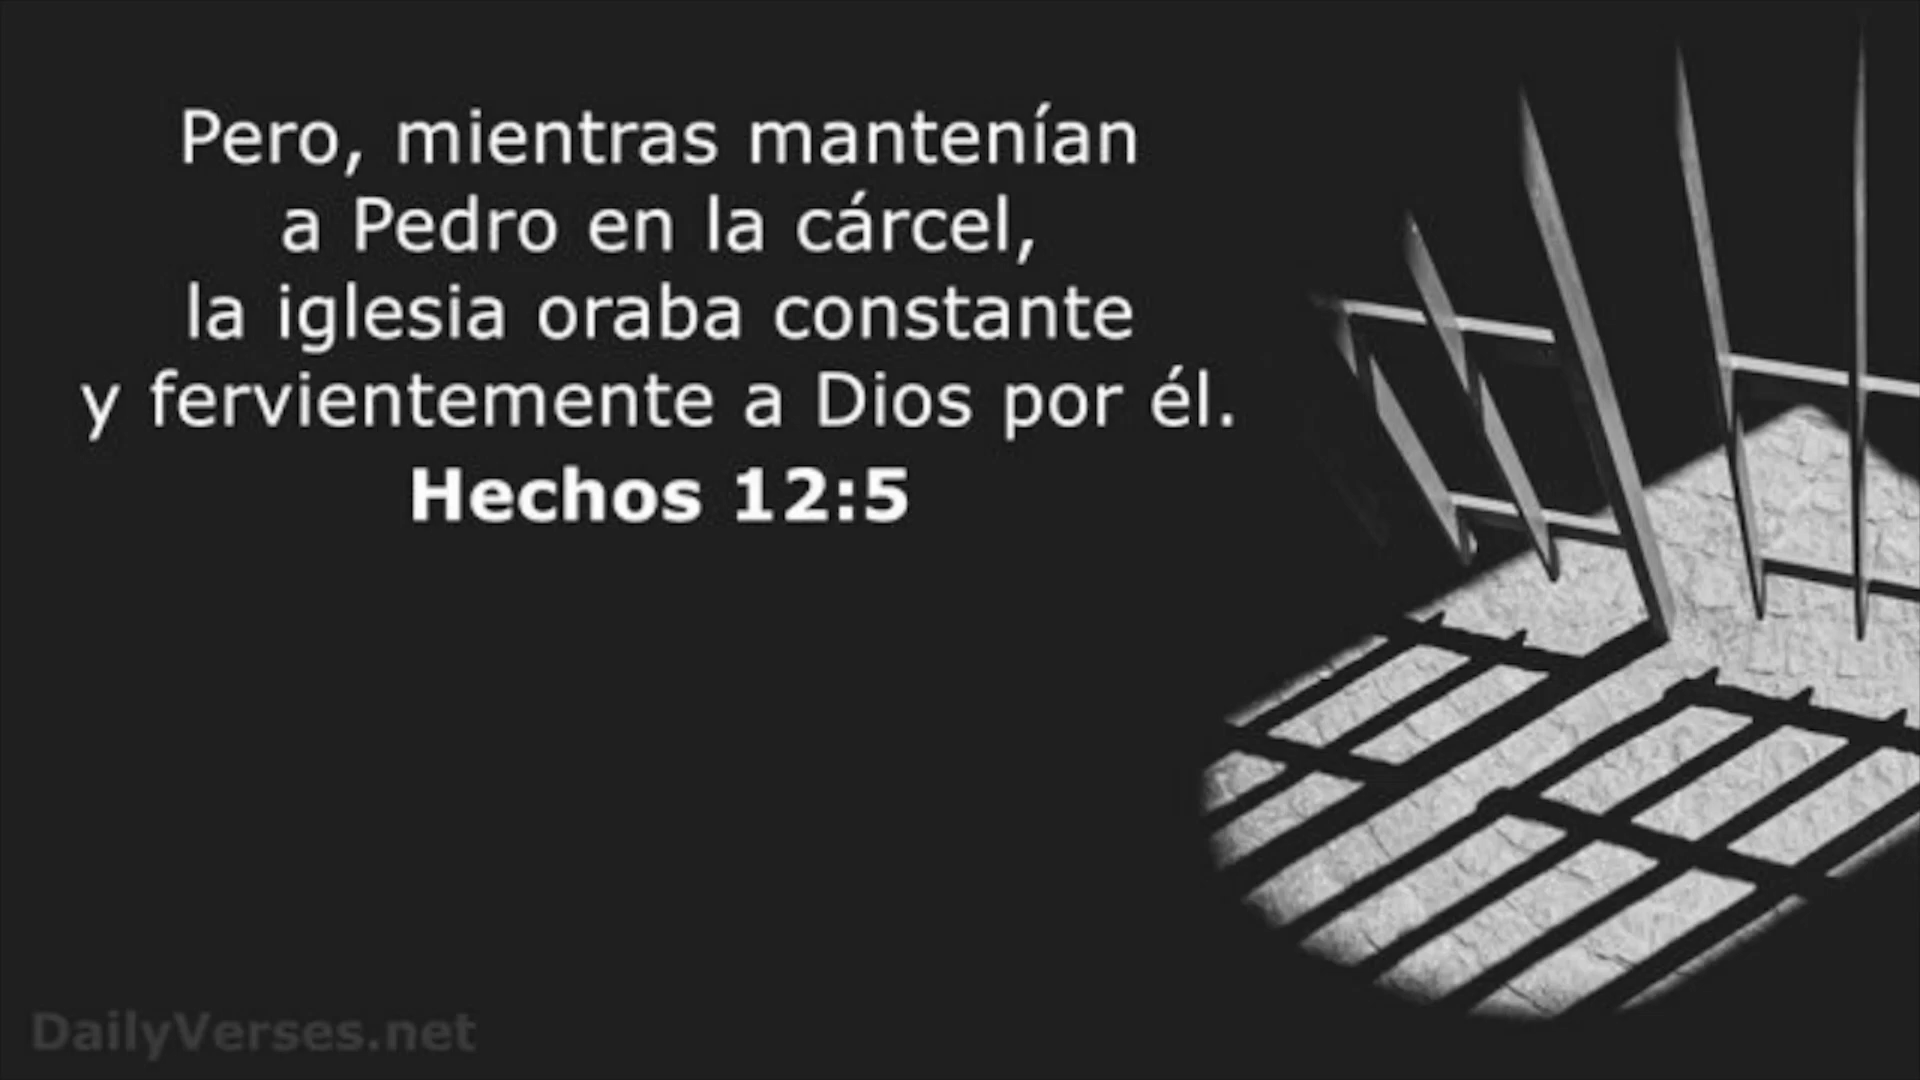 Pero, mientras mantenían
a Pedro en la cárcel,
la iglesia oraba constante
y fervientemente a Dios por él.
Hechos 12:5
DailyVerses.net